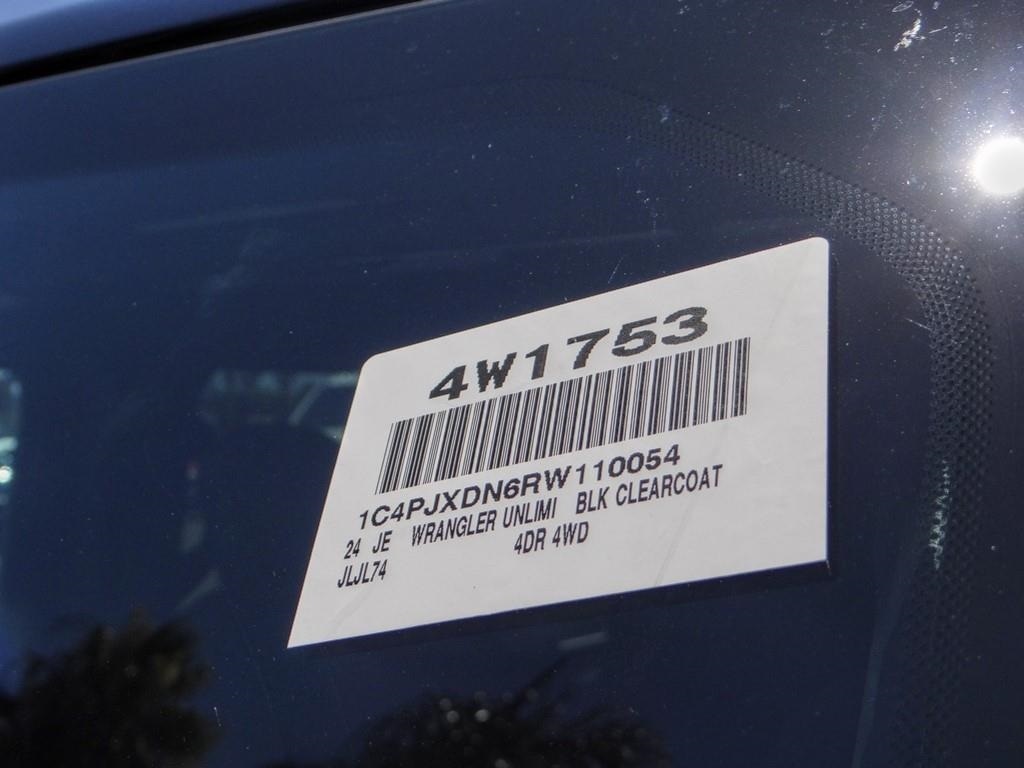 4W1753
1C4PJXDN6RW110054
24 JE WRANGLER UNLIMI BLK CLEARCOAT
JLJL74 4DR 4WD